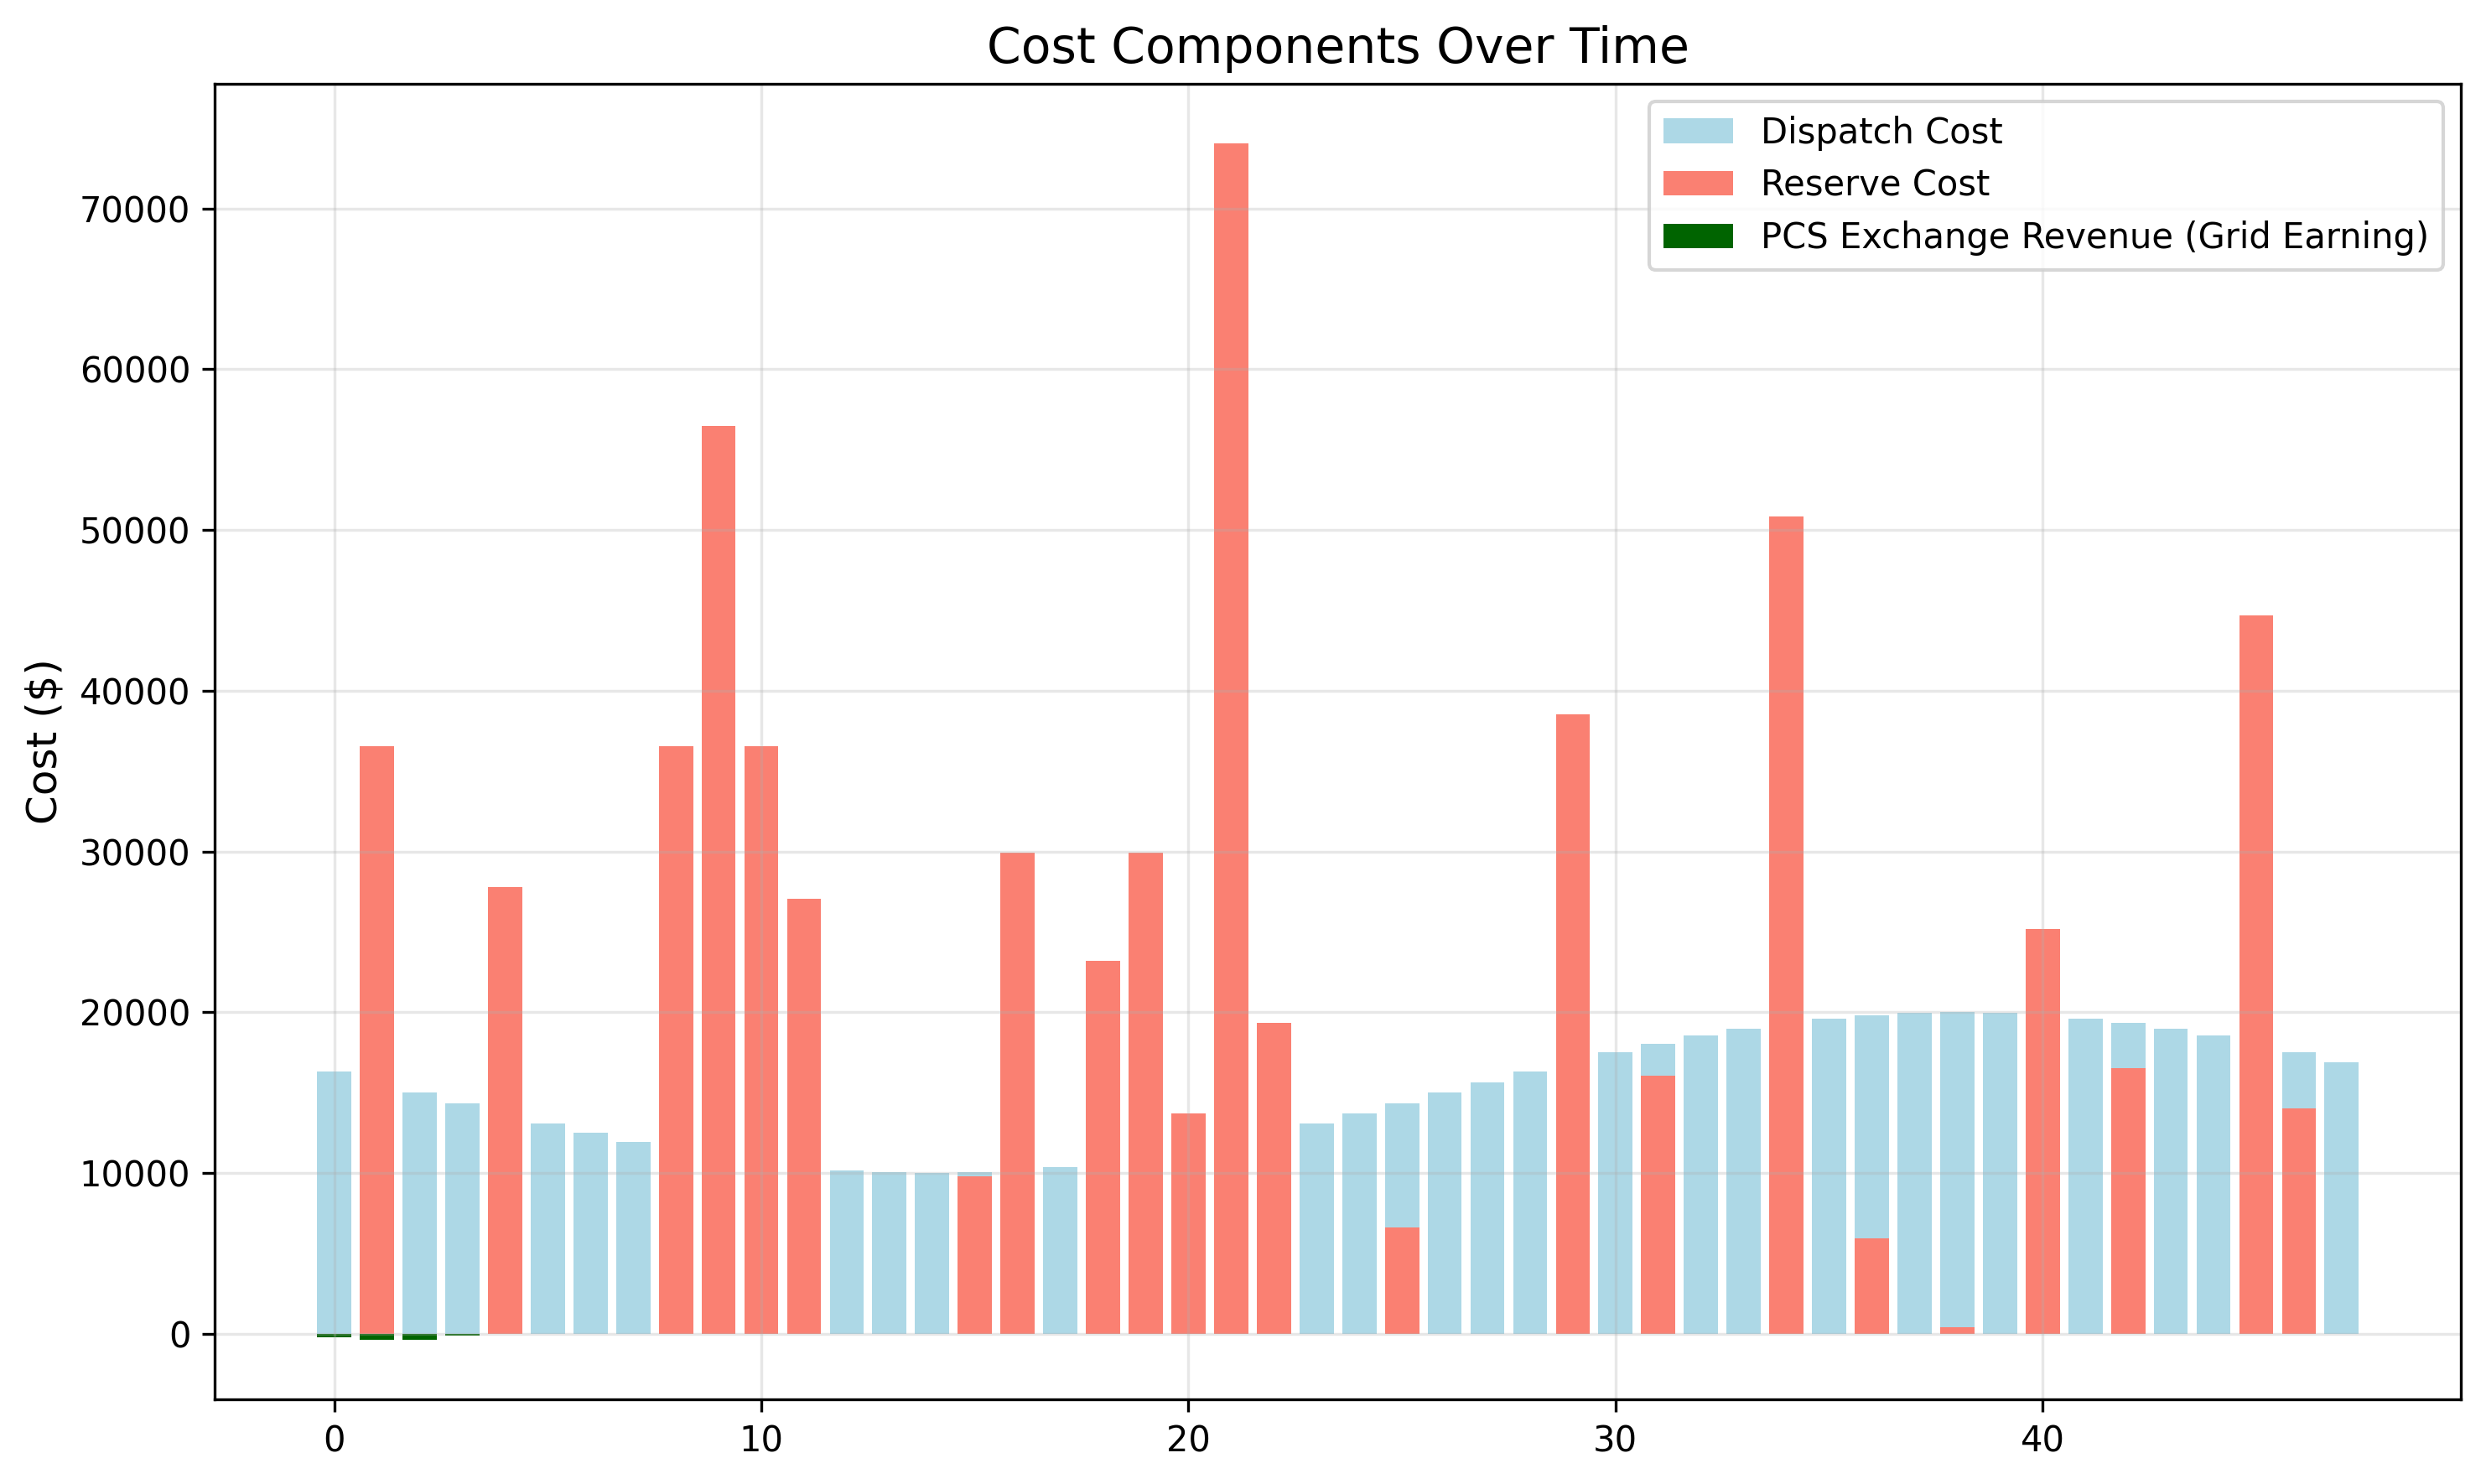 Cost Components Over Time
Dispatch Cost
Reserve Cost
PCS Exchange Revenue (Grid Earning)
Cost ($)
70000
60000
50000
40000
30000
20000
10000
0
0 10 20 30 40